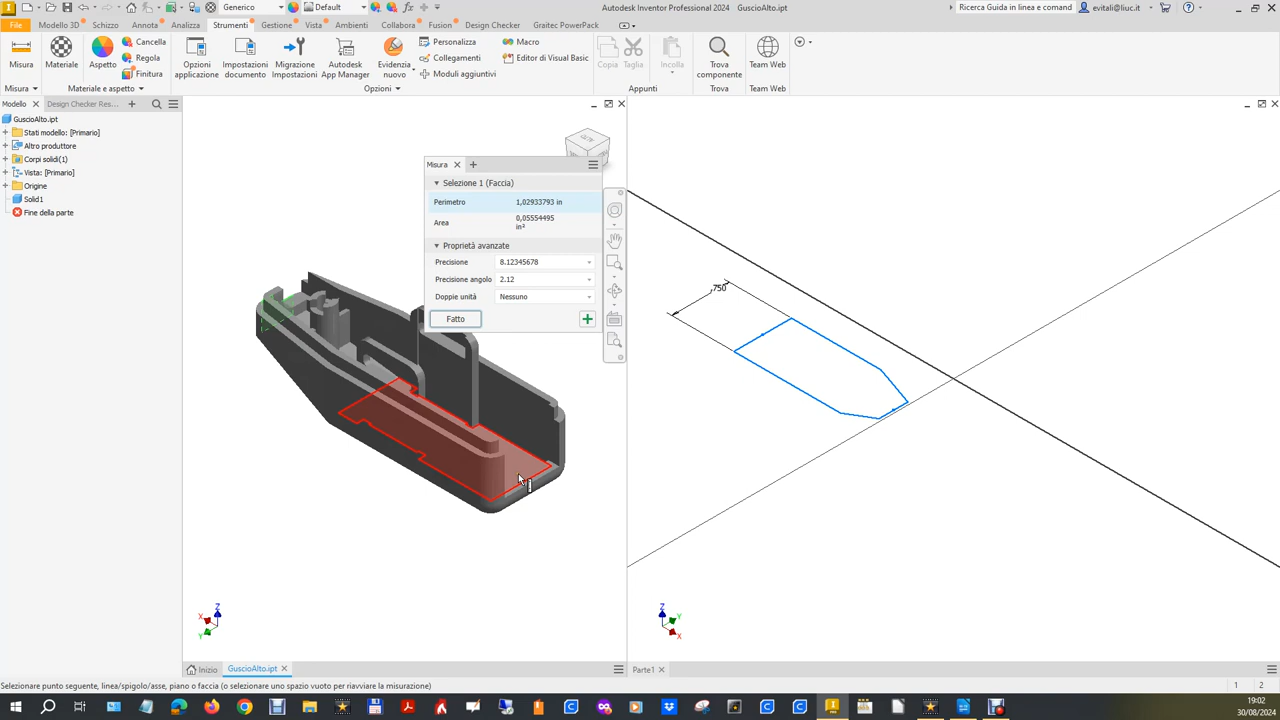 Generico
Default
Autodesk Inventor Professional 2024 GuscioAlto.ipt
Ricerca Guida in linea e comand
evitali@liuc.it
File
Modello 3D
Schizzo
Annota
Analizza
Strumenti
Gestione
Vista
Ambienti
Collabora
Fusion
Design Checker
Graitec PowerPack
Misura
Materiale
Aspetto
Cancella
Regola
Finitura
Opzioni applicazione
Impostazioni documento
Migrazione Impostazioni
Autodesk App Manager
Evidenzia nuovo
Personalizza
Collegamenti
Moduli aggiuntivi
Macro
Editor di Visual Basic
Copia
Taglia
Incolla
Trova componente
Team Web
Misura
Materiale e aspetto
Opzioni
Appunti
Trova
Team Web
Modello
Design Checker Res...
GuscioAlto.ipt
Stati modello: [Primario]
Altro produttore
Corpi solidi(1)
Vista: [Primario]
Origine
Solid1
Fine della parte
Misura
Selezione 1 (Faccia)
Perimetro 1,02933793 in
Area 0,05554495 in²
Proprietà avanzate
Precisione 8.12345678
Precisione angolo 2.12
Doppie unità Nessuno
Fatto
,750
Z
X
Y
Z
Y
X
Inizio
GuscioAlto.ipt
Parte1
Selezionare punto seguente, linea/spigolo/asse, piano o faccia (o selezionare uno spazio vuoto per riavviare la misurazione)
1
2
19:02
30/08/2024